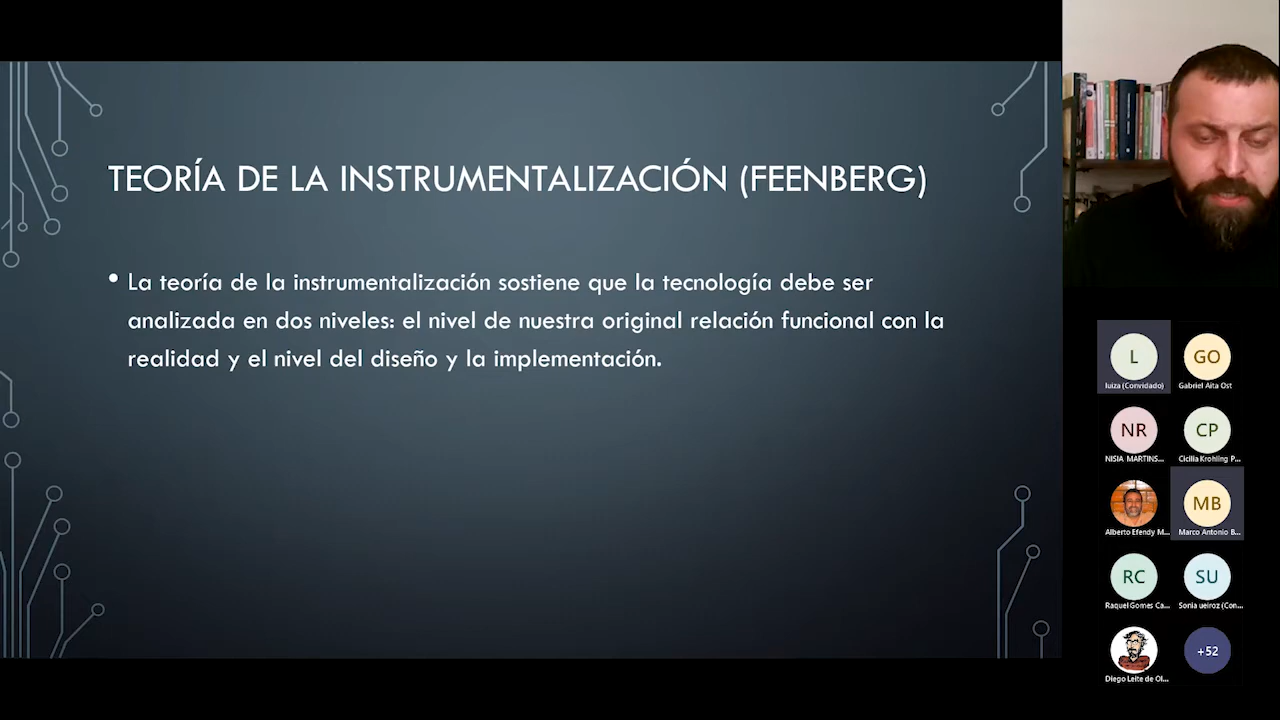 TEORÍA DE LA INSTRUMENTALIZACIÓN (FEENBERG)
• La teoría de la instrumentalización sostiene que la tecnología debe ser
analizada en dos niveles: el nivel de nuestra original relación funcional con la
realidad y el nivel del diseño y la implementación.
L
luiza (Convidado)
GO
Gabriel Aita Ost
NR
NISIA MARTINS...
CP
Cicilia Krohling P...
Alberto Efendy M...
MB
Marco Antonio B...
RC
Raquel Gomes Ca...
SU
Sonia ueiroz (Con...
Diego Leite de Ol...
+52